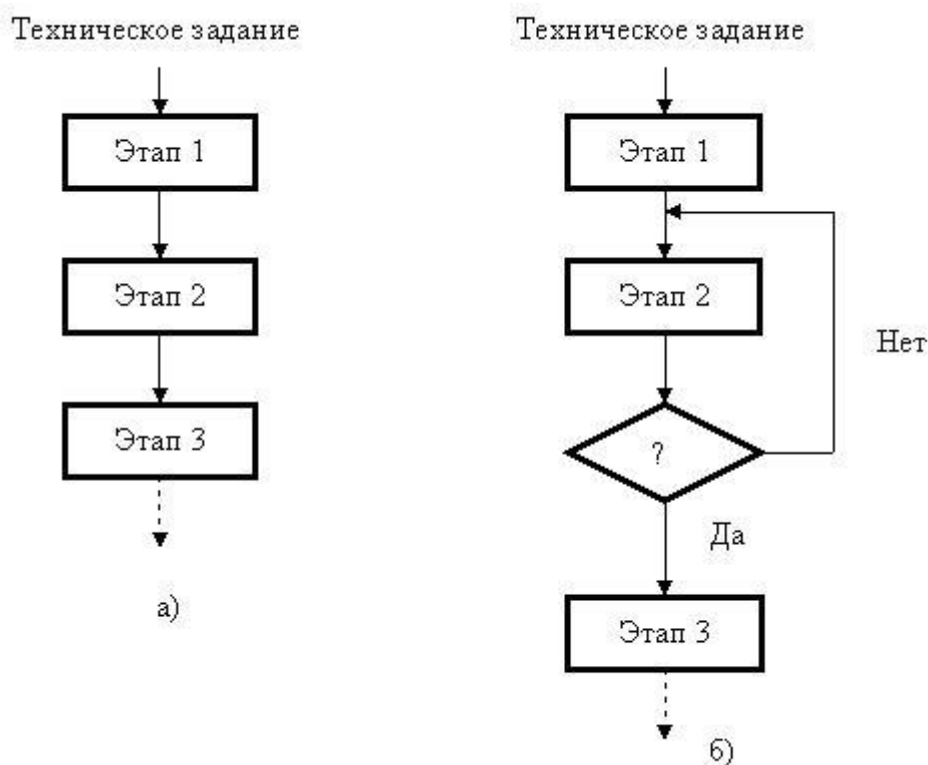 Техническое задание
Этап 1
Этап 2
Этап 3
а)
Техническое задание
Этап 1
Этап 2
Нет
?
Да
Этап 3
б)